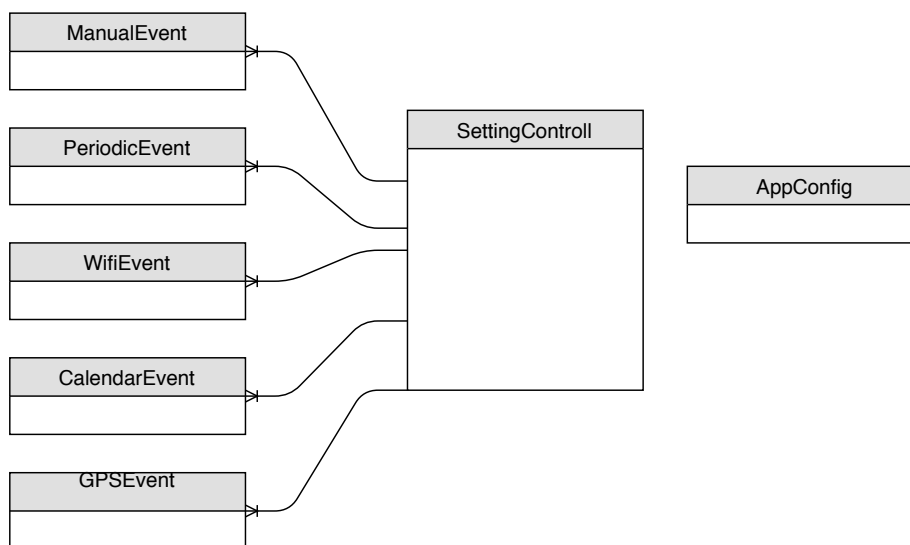 ManualEvent
PeriodicEvent
WifiEvent
CalendarEvent
GPSEvent
SettingControll
AppConfig